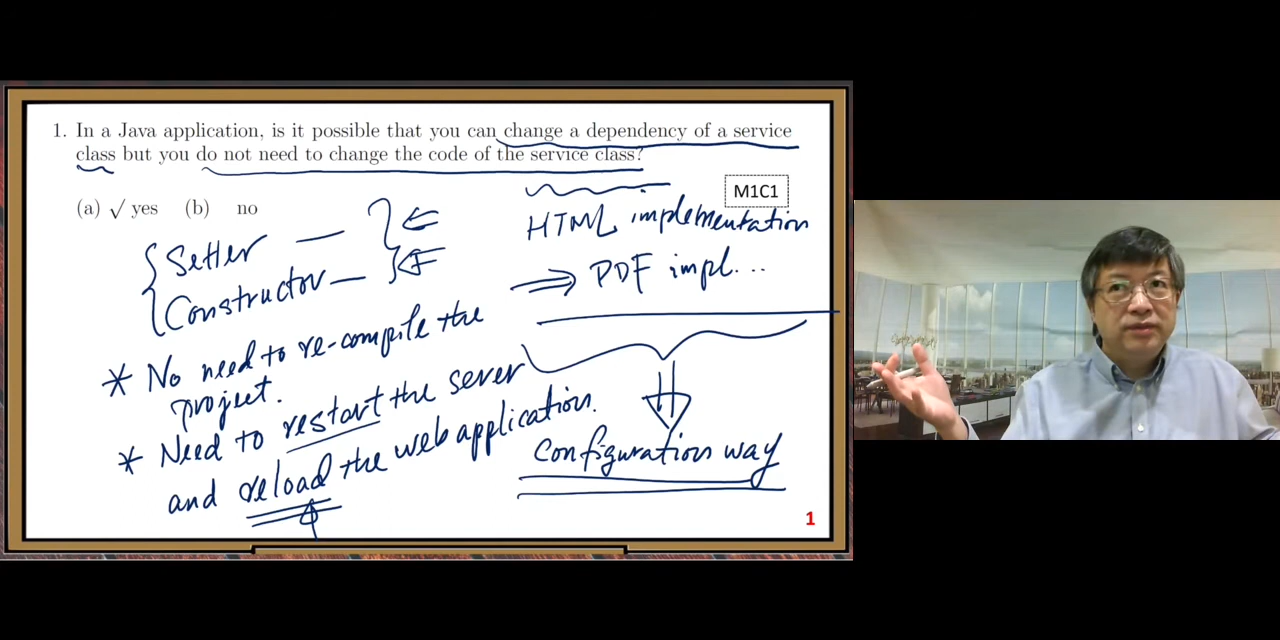 1. In a Java application, is it possible that you can change a dependency of a service
class but you do not need to change the code of the service class?
M1C1
(a) √ yes (b) no
Setter
Constructor
HTML implementation
⇒ PDF impl...
* No need to re-compile the
project.
* Need to restart the server
and reload the web application.
Configuration way
1